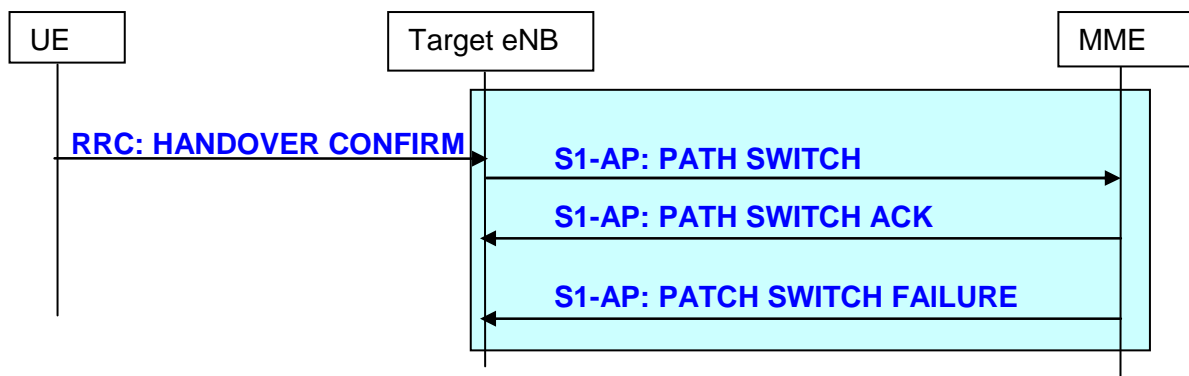 UE
Target eNB
MME
RRC: HANDOVER CONFIRM
S1-AP: PATH SWITCH
S1-AP: PATH SWITCH ACK
S1-AP: PATCH SWITCH FAILURE